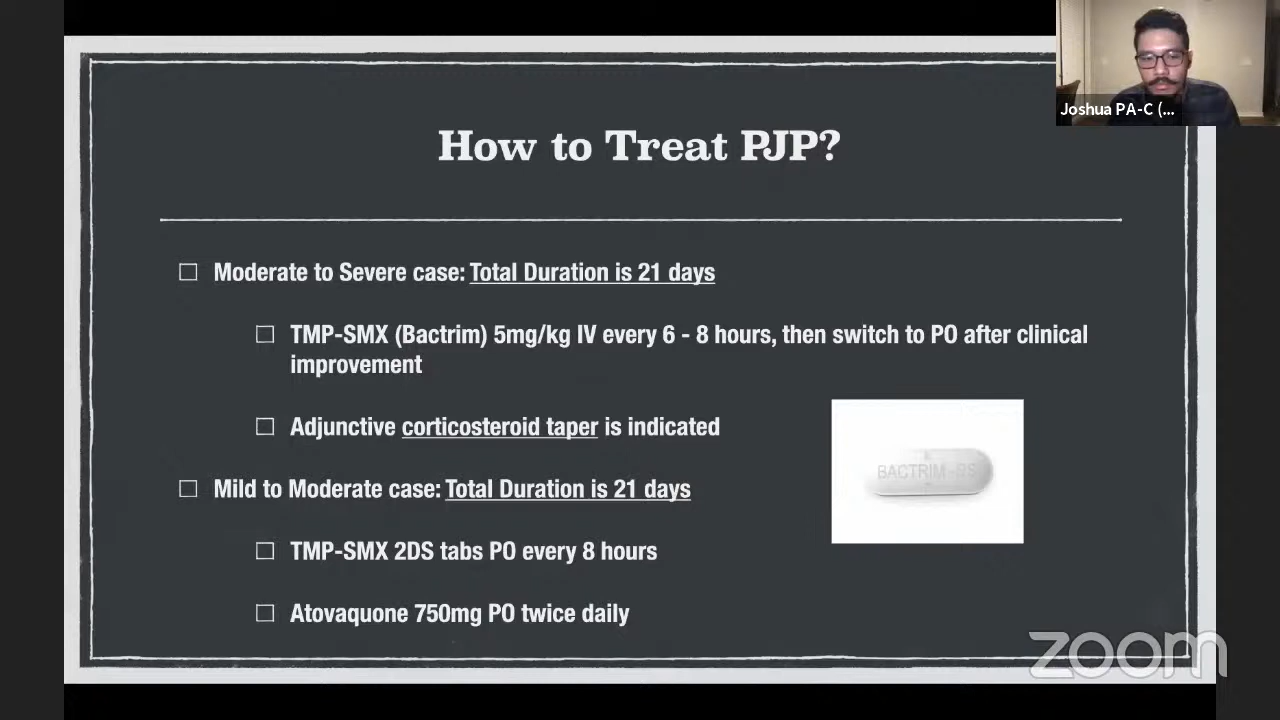 Joshua PA-C (...
How to Treat PJP?
Moderate to Severe case: Total Duration is 21 days
TMP-SMX (Bactrim) 5mg/kg IV every 6 - 8 hours, then switch to PO after clinical
improvement
Adjunctive corticosteroid taper is indicated
BACTRIM-DS
Mild to Moderate case: Total Duration is 21 days
TMP-SMX 2DS tabs PO every 8 hours
Atovaquone 750mg PO twice daily
zoom